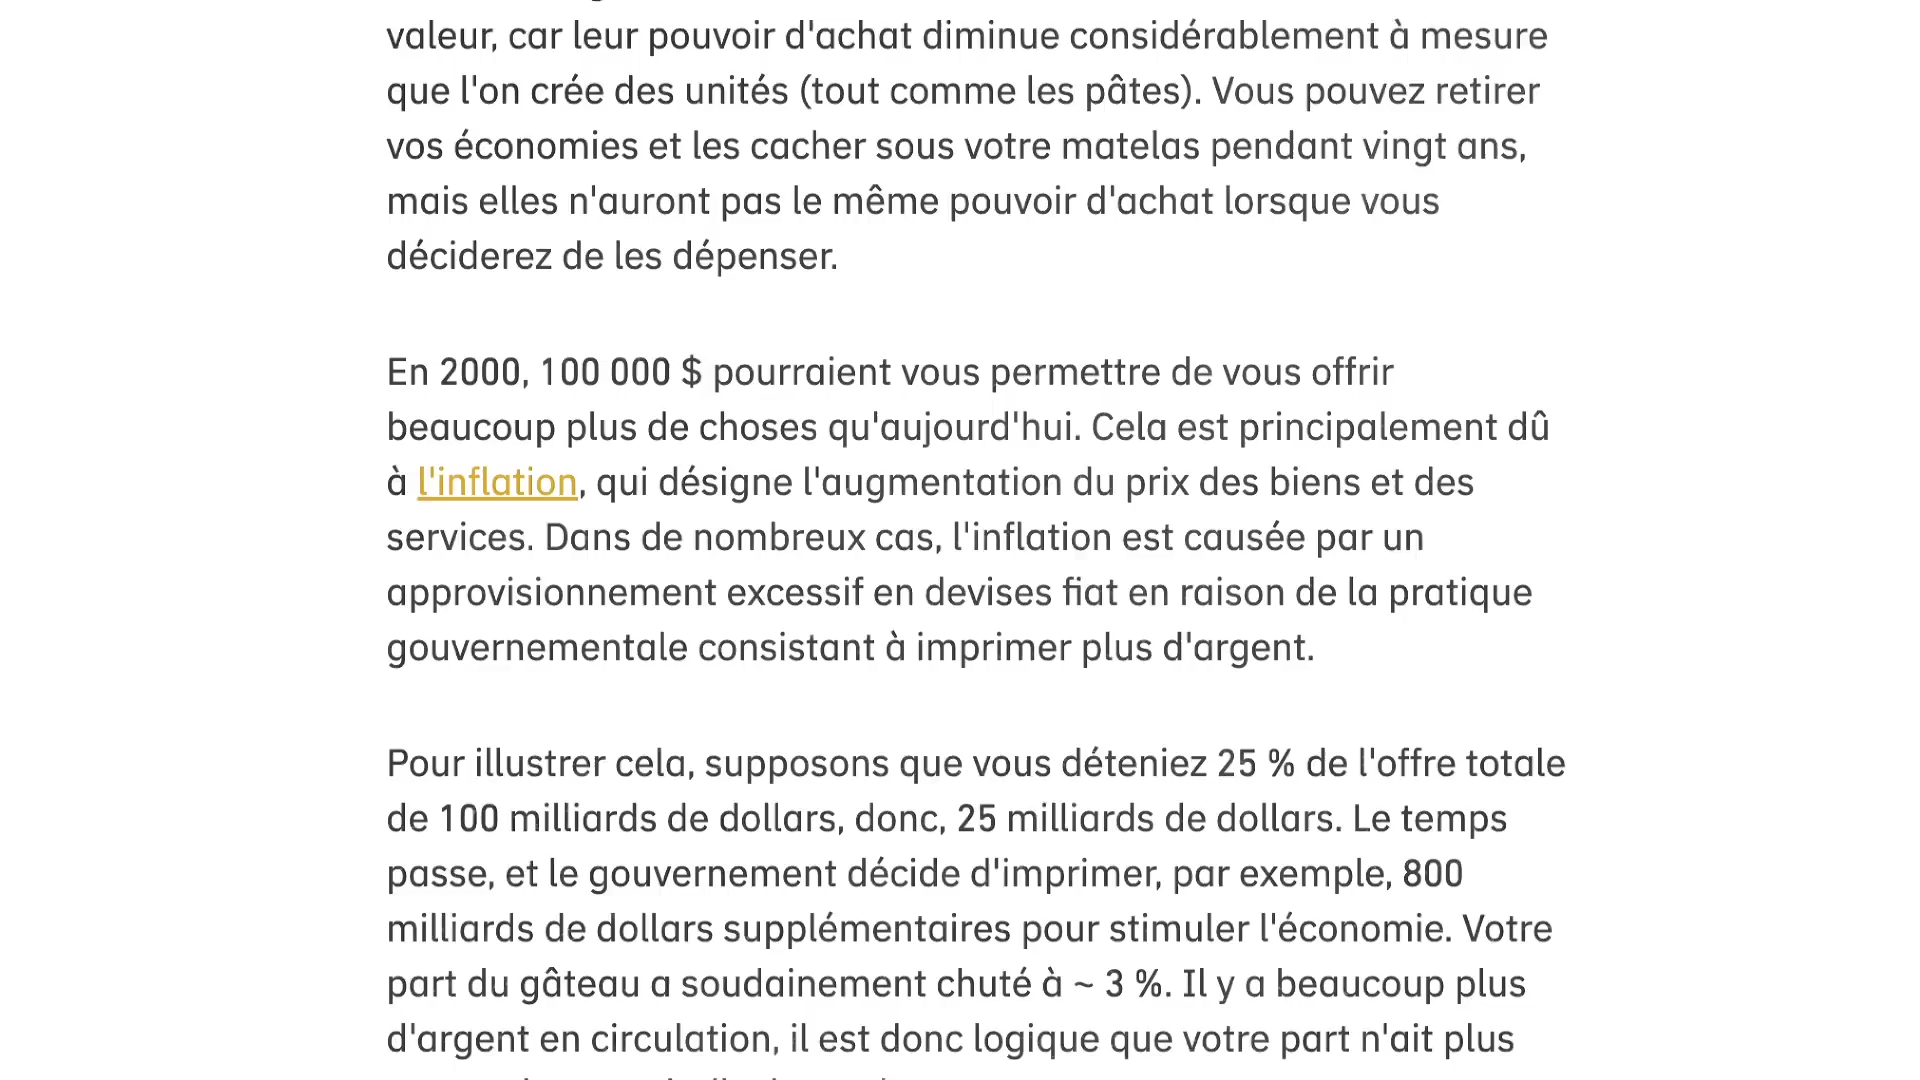 valeur, car leur pouvoir d'achat diminue considérablement à mesure
que l'on crée des unités (tout comme les pâtes). Vous pouvez retirer
vos économies et les cacher sous votre matelas pendant vingt ans,
mais elles n'auront pas le même pouvoir d'achat lorsque vous
déciderez de les dépenser.
En 2000, 100 000 $ pourraient vous permettre de vous offrir
beaucoup plus de choses qu'aujourd'hui. Cela est principalement dû
à l'inflation, qui désigne l'augmentation du prix des biens et des
services. Dans de nombreux cas, l'inflation est causée par un
approvisionnement excessif en devises fiat en raison de la pratique
gouvernementale consistant à imprimer plus d'argent.
Pour illustrer cela, supposons que vous déteniez 25 % de l'offre totale
de 100 milliards de dollars, donc, 25 milliards de dollars. Le temps
passe, et le gouvernement décide d'imprimer, par exemple, 800
milliards de dollars supplémentaires pour stimuler l'économie. Votre
part du gâteau a soudainement chuté à ~ 3 %. Il y a beaucoup plus
d'argent en circulation, il est donc logique que votre part n'ait plus